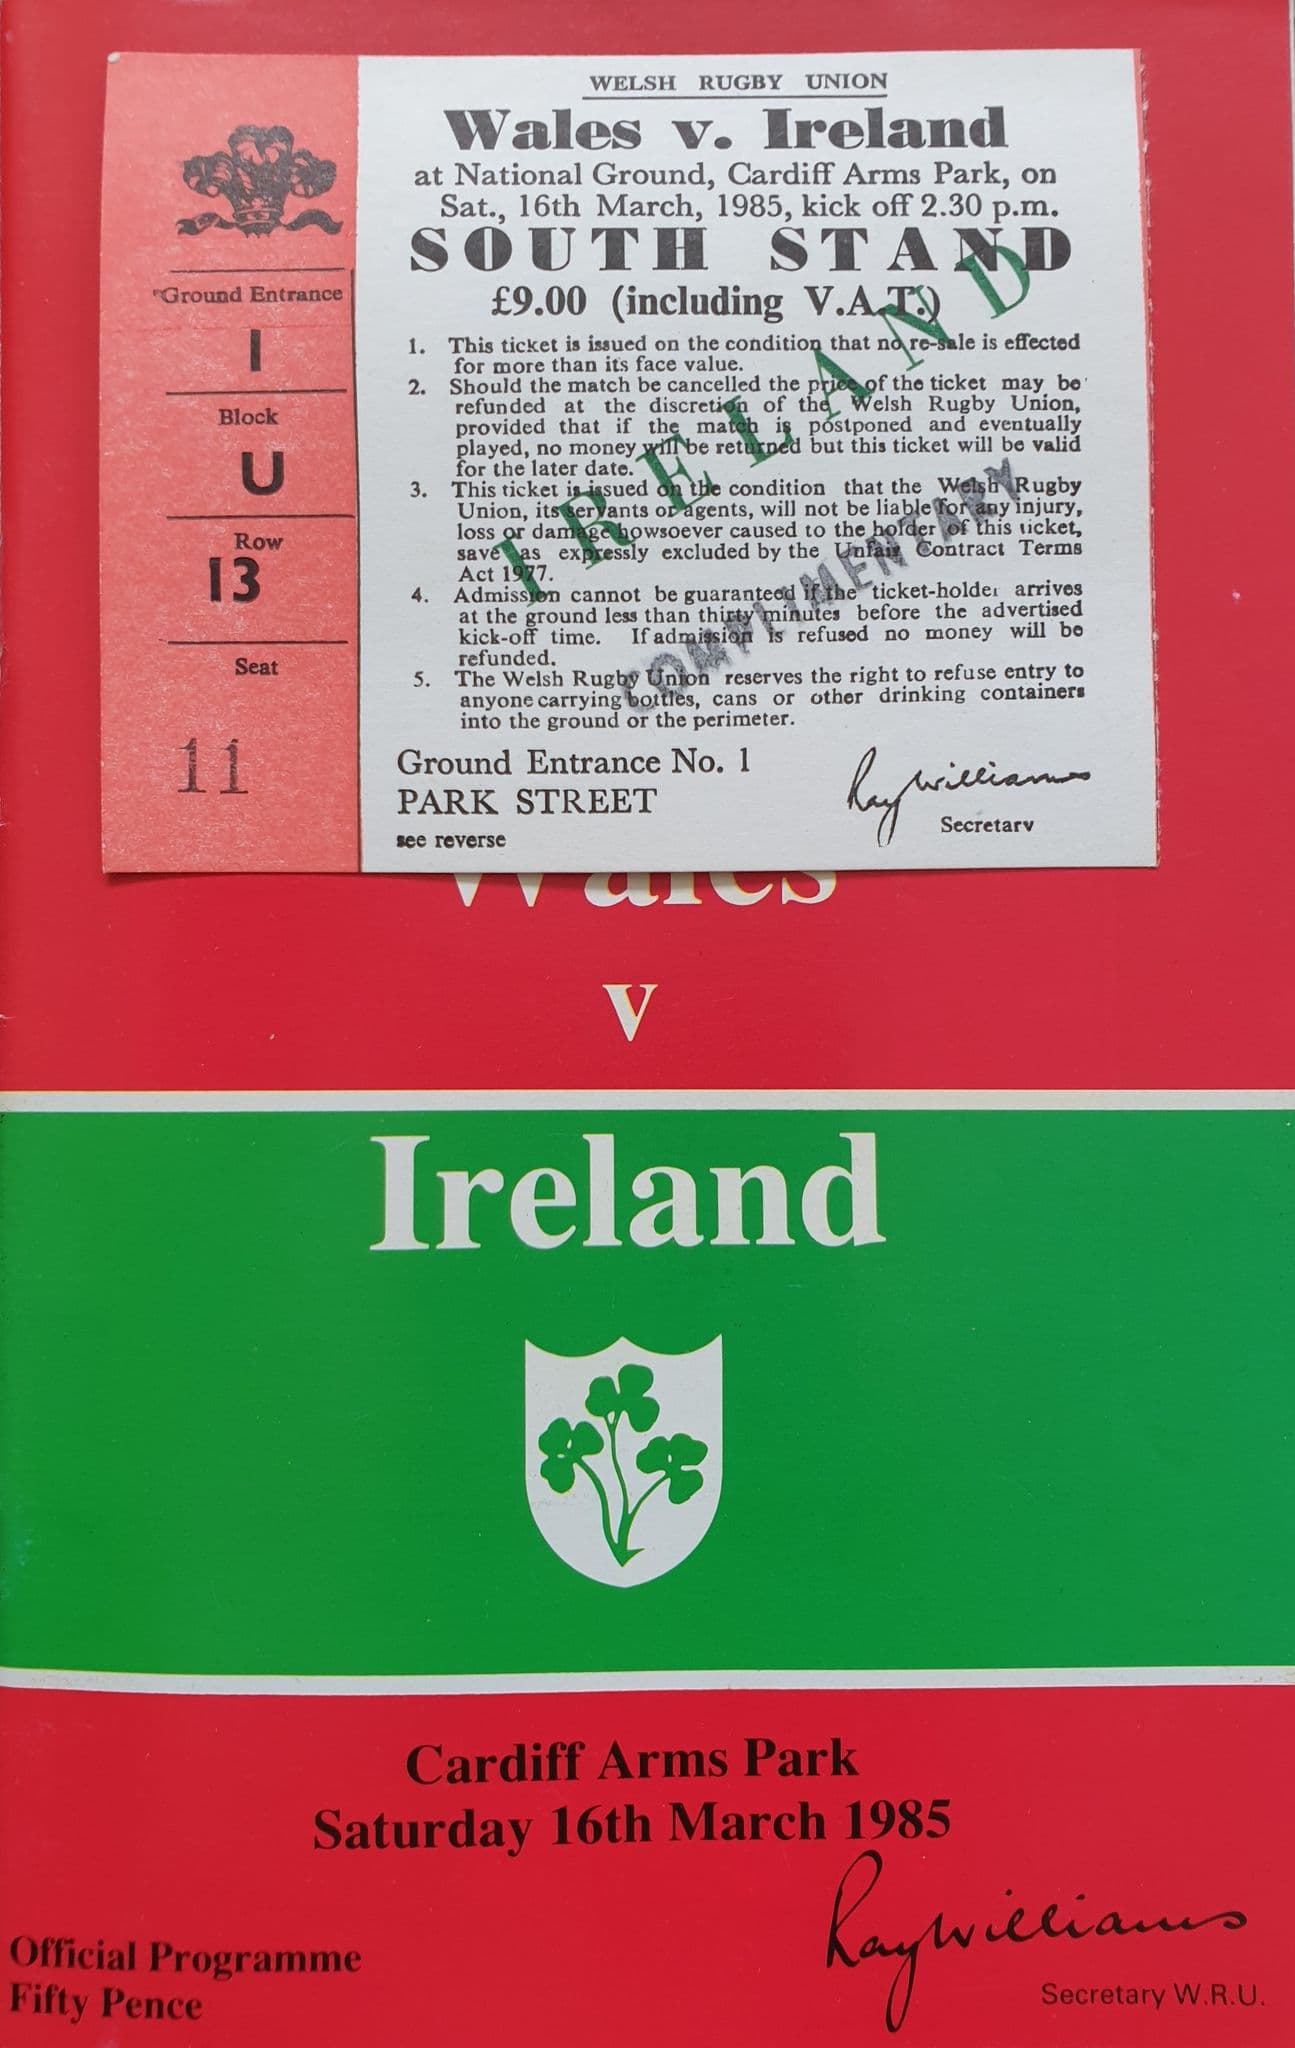 WELSH RUGBY UNION
Wales v. Ireland
at National Ground, Cardiff Arms Park, on
Sat., 16th March, 1985, kick off 2.30 p.m.
SOUTH STAND
£9.00 (including V.A.T.)
1. This ticket is issued on the condition that no re-sale is effected
for more than its face value.
2. Should the match be cancelled the price of the ticket may be
refunded at the discretion of the Welsh Rugby Union,
provided that if the match is postponed and eventually
played, no money will be returned but this ticket will be valid
for the later date.
3. This ticket is issued on the condition that the Welsh Rugby
Union, its servants or agents, will not be liable for any injury,
loss or damage howsoever caused to the holder of this ticket,
save as expressly excluded by the Unfair Contract Terms
Act 1977.
4. Admission cannot be guaranteed if the ticket-holder arrives
at the ground less than thirty minutes before the advertised
kick-off time. If admission is refused no money will be
refunded.
5. The Welsh Rugby Union reserves the right to refuse entry to
anyone carrying bottles, cans or other drinking containers
into the ground or the perimeter.
IRELAND
COMPLIMENTARY
Ground Entrance No. 1
PARK STREET
see reverse
Ray Williams
Secretary
Ground Entrance
1
Block
U
Row
13
Seat
11
Wales
v
Ireland
Cardiff Arms Park
Saturday 16th March 1985
Ray Williams
Secretary W.R.U.
Official Programme
Fifty Pence